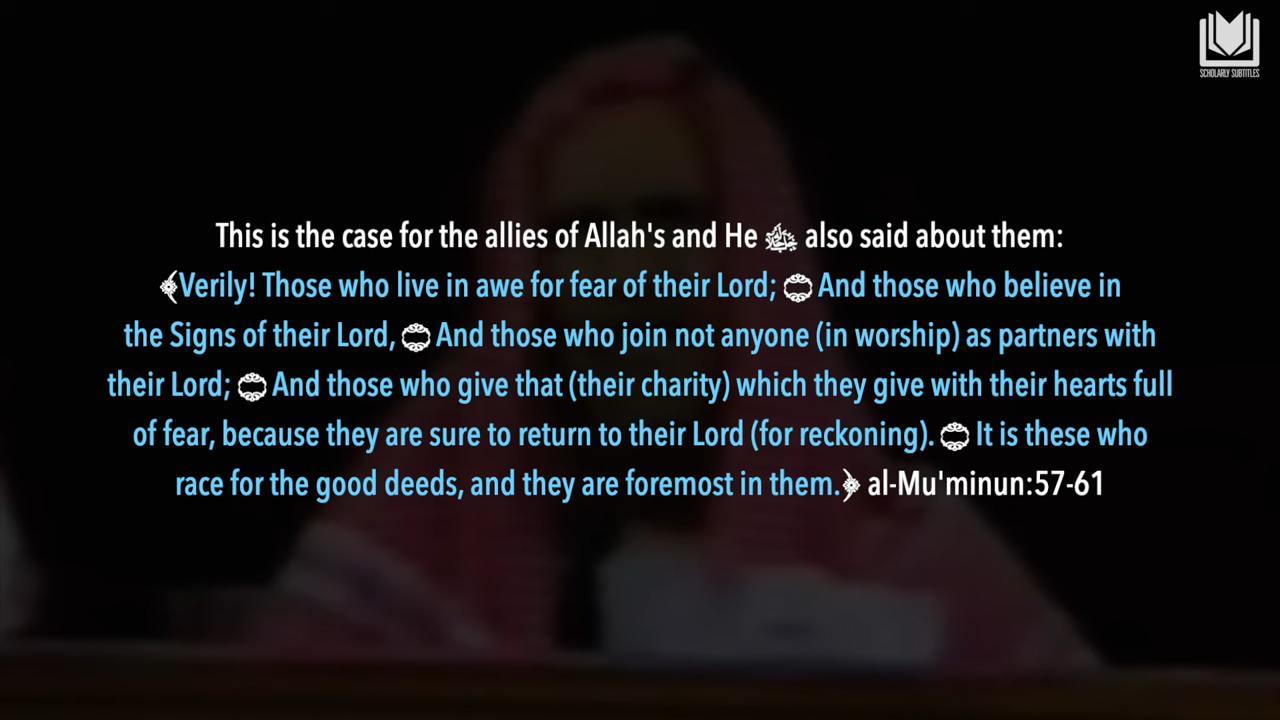 SCHOLARLY SUBTITLES
This is the case for the allies of Allah's and He ﷻ also said about them:
﴾Verily! Those who live in awe for fear of their Lord; ۝ And those who believe in
the Signs of their Lord, ۝ And those who join not anyone (in worship) as partners with
their Lord; ۝ And those who give that (their charity) which they give with their hearts full
of fear, because they are sure to return to their Lord (for reckoning). ۝ It is these who
race for the good deeds, and they are foremost in them.﴿ al-Mu'minun:57-61